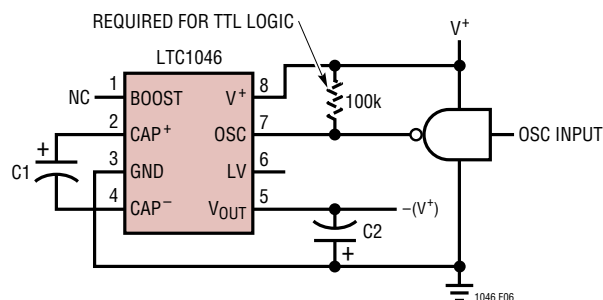 REQUIRED FOR TTL LOGIC
LTC1046
V+
NC
1
BOOST
V+
8
100k
2
CAP+
OSC
7
OSC INPUT
+
C1
3
GND
LV
6
4
CAP−
VOUT
5
−(V+)
C2
+
1046 F06